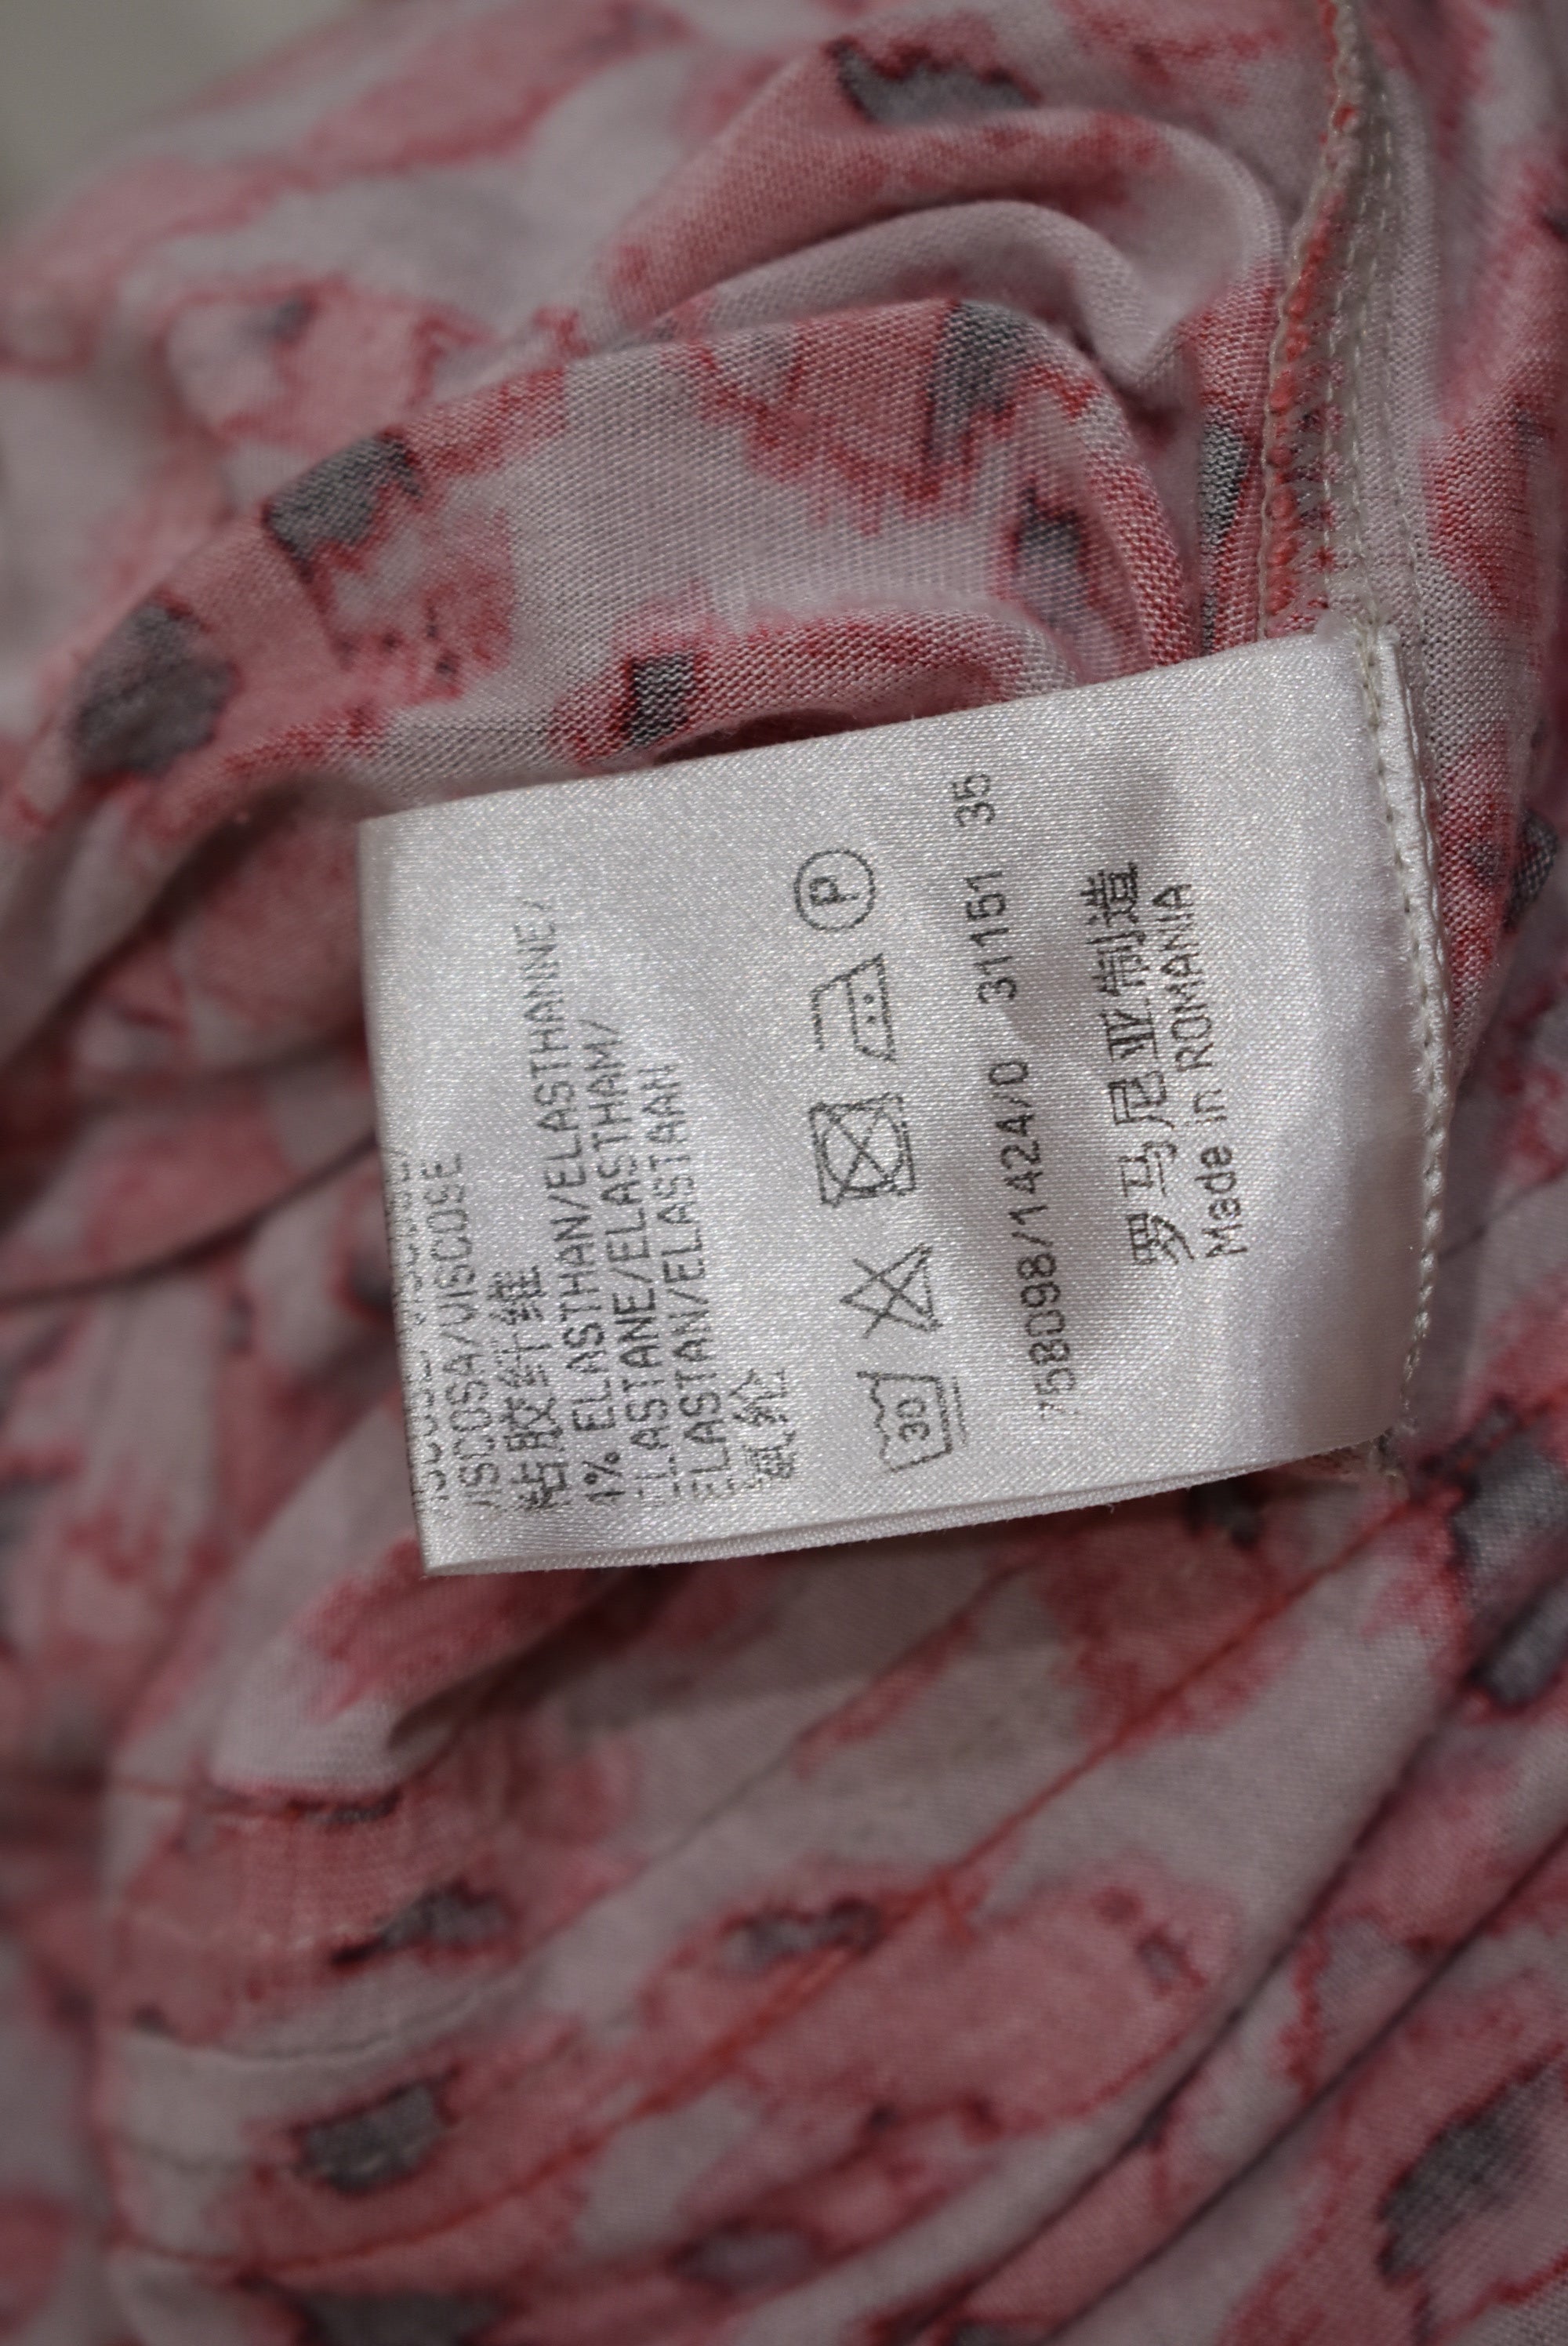 VISCOSA/VISCOSE
粘胶纤维
1% ELASTHAN/ELASTHANNE/
ELASTANE/ELASTHAM/
ELASTAN/ELASTAAN
氨纶
30
P
758098/1424/0 31151 35
罗马尼亚制造
Made in ROMANIA